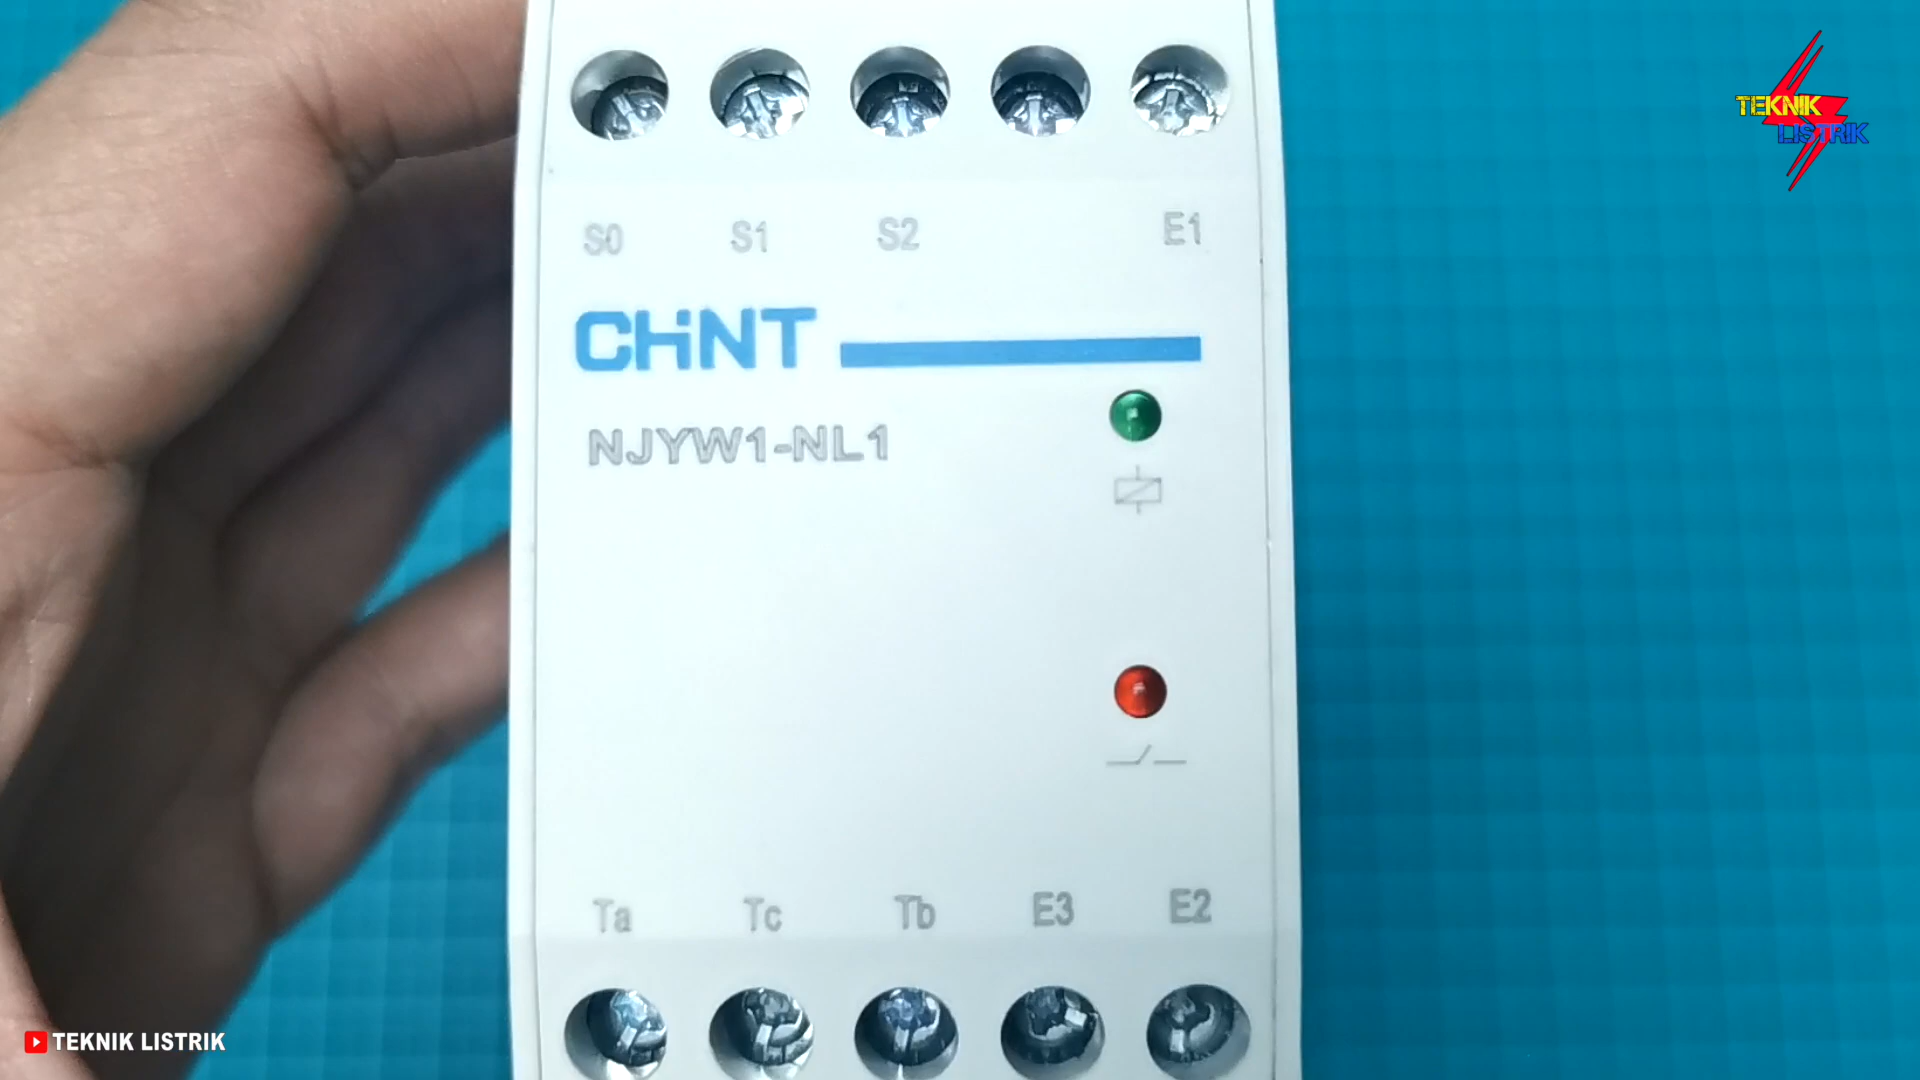 TEKNIK
LISTRIK
S0 S1 S2 E1
CHiNT
NJYW1-NL1
Ta Tc Tb E3 E2
TEKNIK LISTRIK